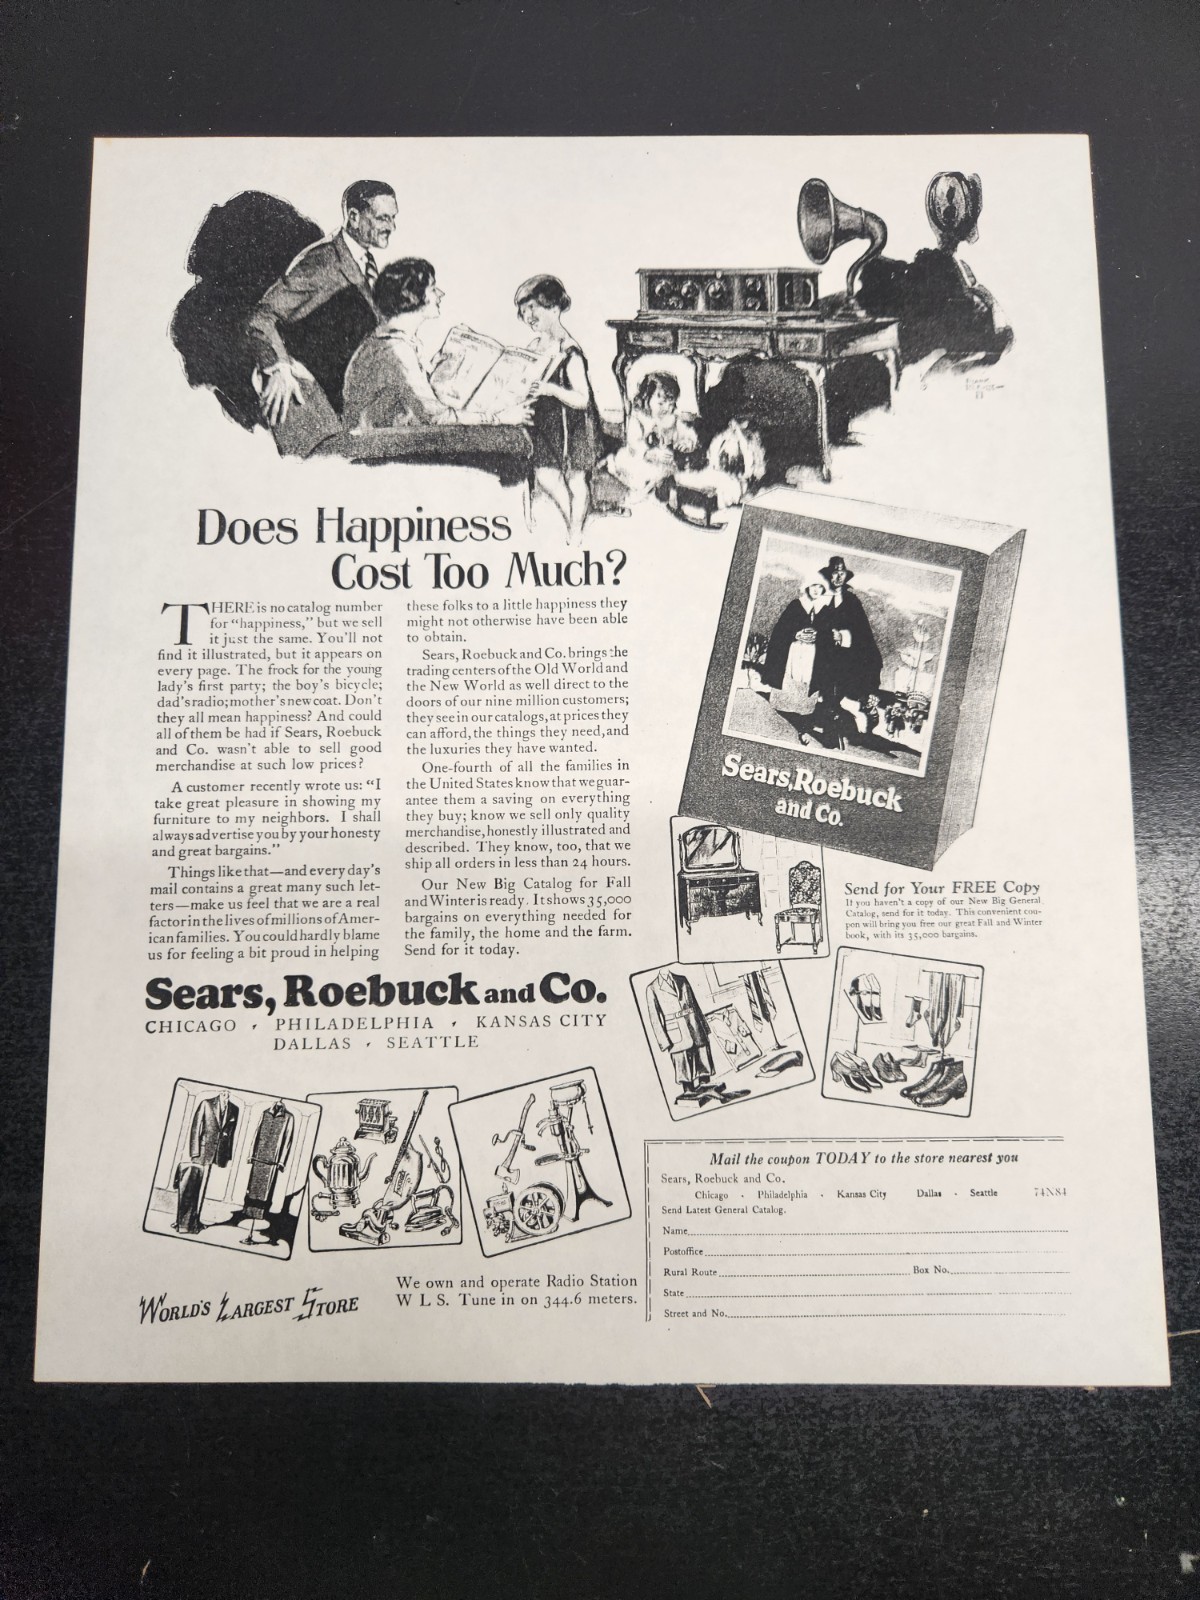 Does Happiness
Cost Too Much?
THERE is no catalog number
for "happiness," but we sell
it just the same. You'll not
find it illustrated, but it appears on
every page. The frock for the young
lady's first party; the boy's bicycle;
dad's radio; mother's new coat. Don't
they all mean happiness? And could
all of them be had if Sears, Roebuck
and Co. wasn't able to sell good
merchandise at such low prices?
A customer recently wrote us: "I
take great pleasure in showing my
furniture to my neighbors. I shall
always advertise you by your honesty
and great bargains."
Things like that—and every day's
mail contains a great many such let-
ters—make us feel that we are a real
factor in the lives of millions of Amer-
ican families. You could hardly blame
us for feeling a bit proud in helping
these folks to a little happiness they
might not otherwise have been able
to obtain.
Sears, Roebuck and Co. brings the
trading centers of the Old World and
the New World as well direct to the
doors of our nine million customers;
they see in our catalogs, at prices they
can afford, the things they need, and
the luxuries they have wanted.
One-fourth of all the families in
the United States know that we guar-
antee them a saving on everything
they buy; know we sell only quality
merchandise, honestly illustrated and
described. They know, too, that we
ship all orders in less than 24 hours.
Our New Big Catalog for Fall
and Winter is ready. It shows 35,000
bargains on everything needed for
the family, the home and the farm.
Send for it today.
Sears, Roebuck
and Co.
Send for Your FREE Copy
If you haven't a copy of our New Big General
Catalog, send for it today. This convenient cou-
pon will bring you free our great Fall and Winter
book, with its 35,000 bargains.
Sears, Roebuck and Co.
CHICAGO · PHILADELPHIA · KANSAS CITY
DALLAS · SEATTLE
WORLD'S LARGEST STORE
We own and operate Radio Station
W L S. Tune in on 344.6 meters.
Mail the coupon TODAY to the store nearest you
Sears, Roebuck and Co.
Chicago · Philadelphia · Kansas City Dallas · Seattle 74N84
Send Latest General Catalog.
Name
Postoffice
Rural Route Box No.
State
Street and No.